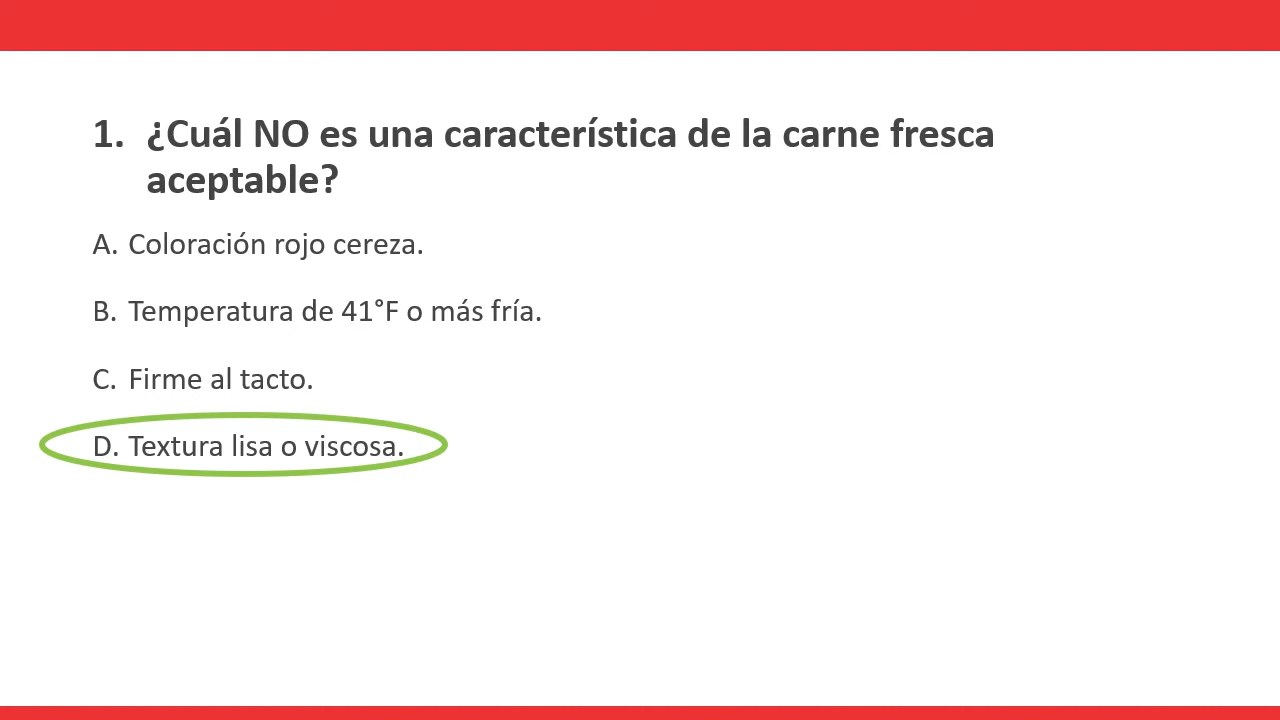 1. ¿Cuál NO es una característica de la carne fresca
aceptable?
A. Coloración rojo cereza.
B. Temperatura de 41°F o más fría.
C. Firme al tacto.
D. Textura lisa o viscosa.